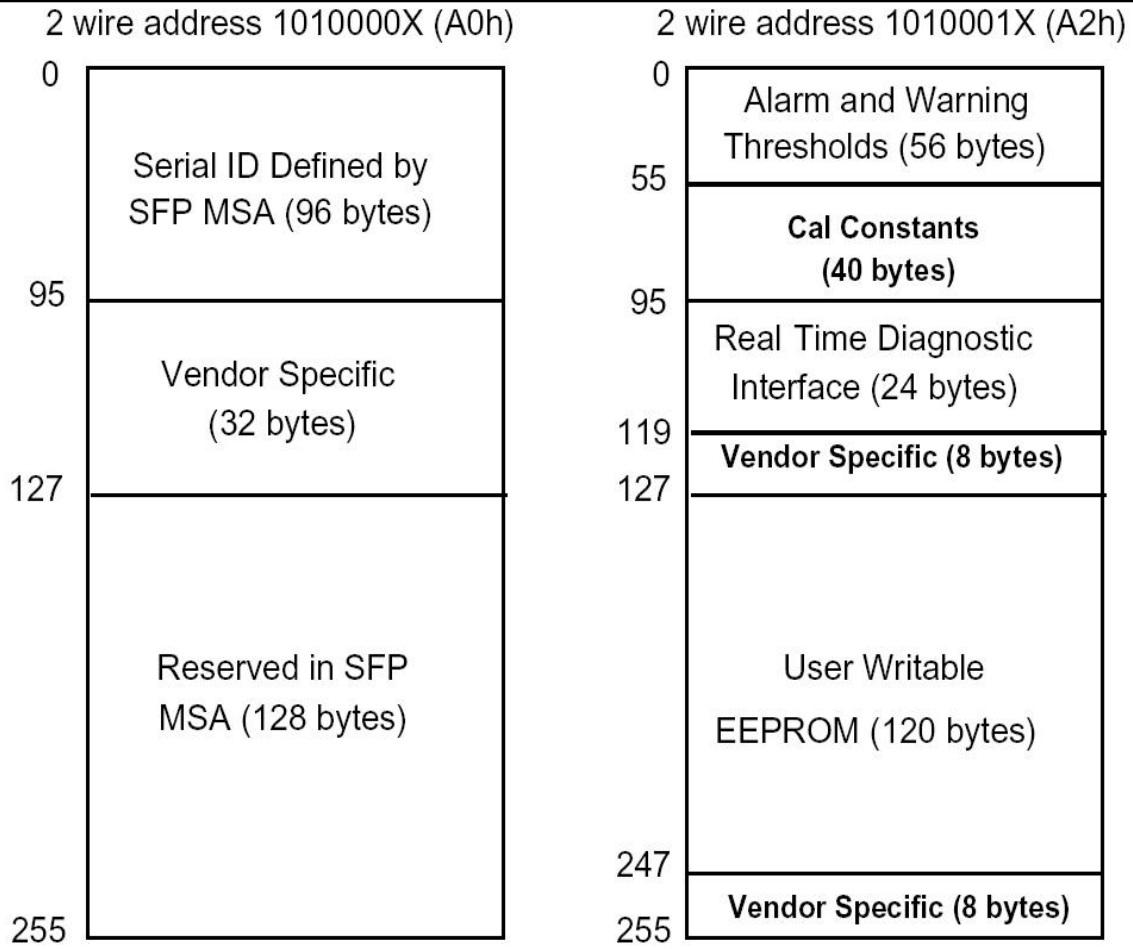 2 wire address 1010000X (A0h)
0
Serial ID Defined by
SFP MSA (96 bytes)
95
Vendor Specific
(32 bytes)
127
Reserved in SFP
MSA (128 bytes)
255
2 wire address 1010001X (A2h)
0
Alarm and Warning
Thresholds (56 bytes)
55
Cal Constants
(40 bytes)
95
Real Time Diagnostic
Interface (24 bytes)
119
Vendor Specific (8 bytes)
127
User Writable
EEPROM (120 bytes)
247
Vendor Specific (8 bytes)
255